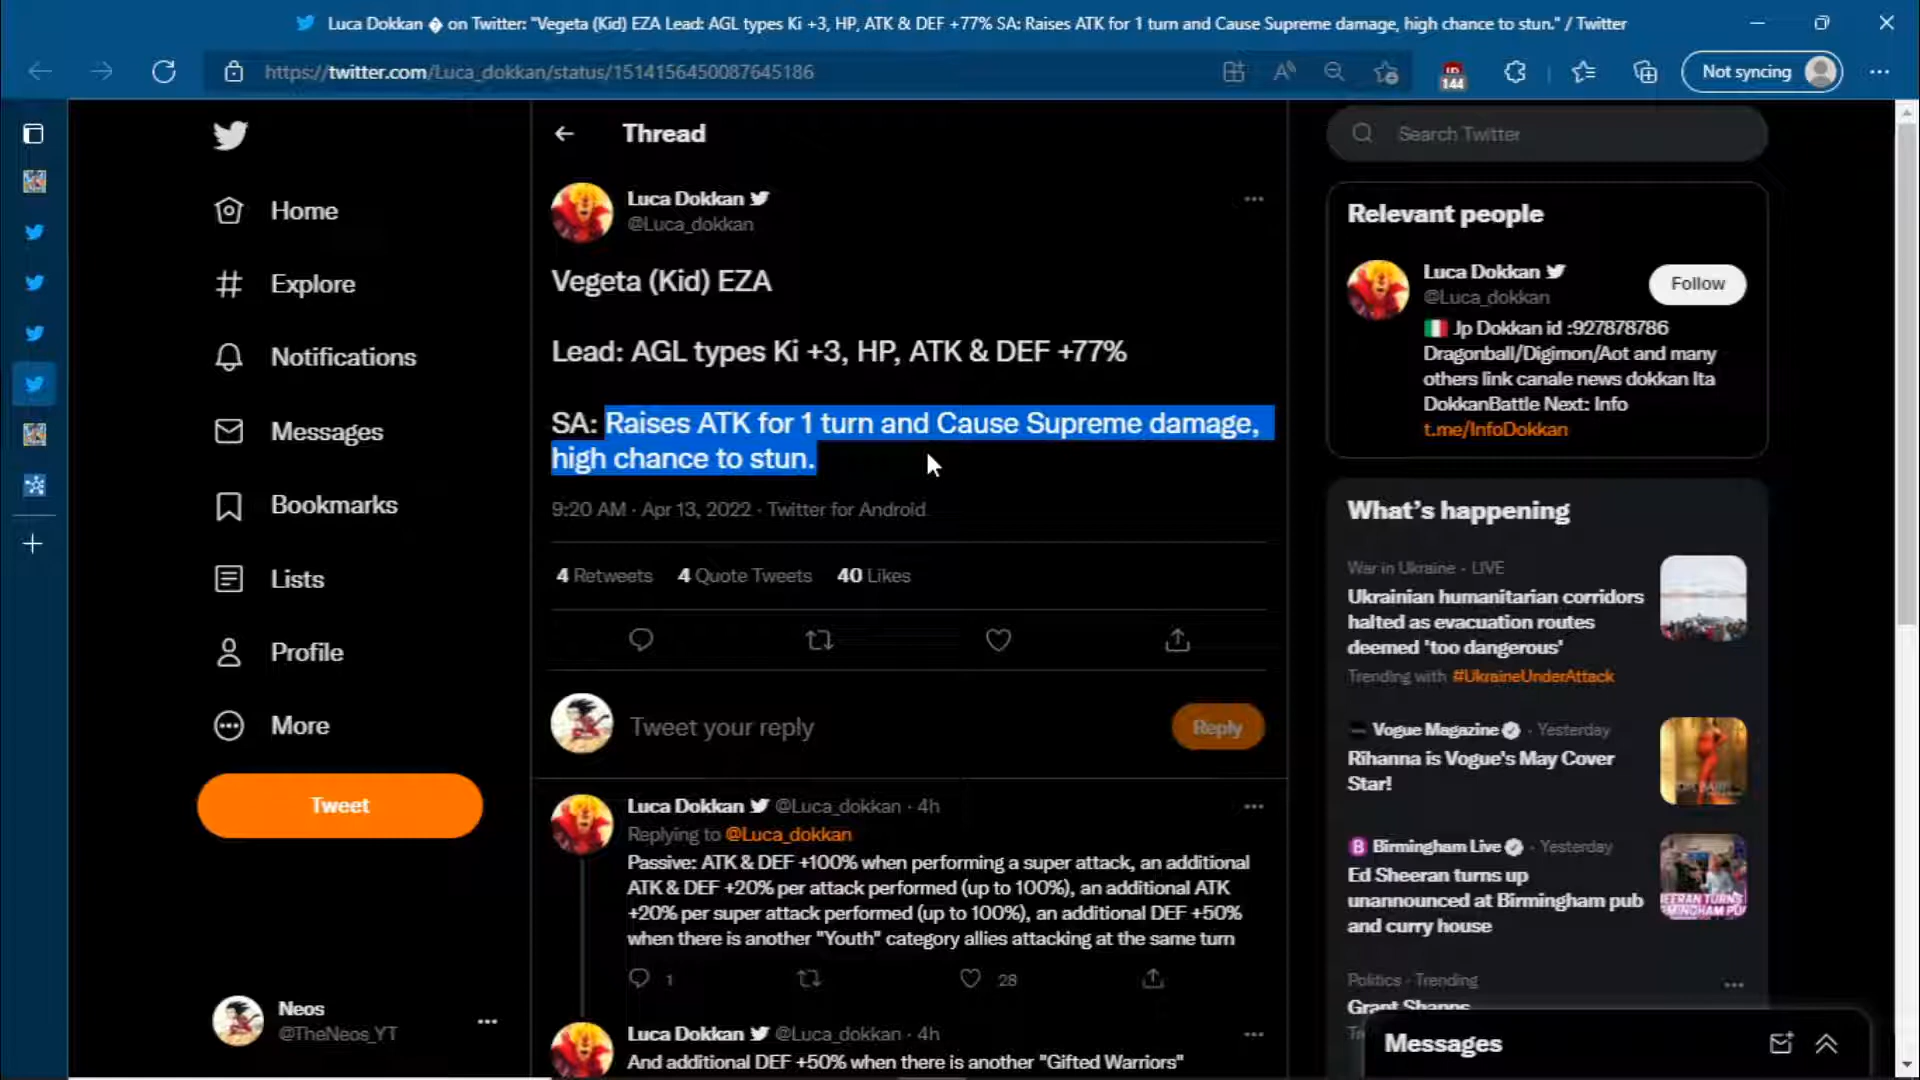 Luca Dokkan � on Twitter: "Vegeta (Kid) EZA Lead: AGL types Ki +3, HP, ATK & DEF +77% SA: Raises ATK for 1 turn and Cause Supreme damage, high chance to stun." / Twitter
https://twitter.com/Luca_dokkan/status/1514156450087645186
144
Not syncing
Home
Explore
Notifications
Messages
Bookmarks
Lists
Profile
More
Tweet
Neos
@TheNeos_YT
Thread
Luca Dokkan
@Luca_dokkan
Vegeta (Kid) EZA
Lead: AGL types Ki +3, HP, ATK & DEF +77%
SA: Raises ATK for 1 turn and Cause Supreme damage,
high chance to stun.
9:20 AM · Apr 13, 2022 · Twitter for Android
4 Retweets 4 Quote Tweets 40 Likes
Tweet your reply
Reply
Luca Dokkan @Luca_dokkan · 4h
Replying to @Luca_dokkan
Passive: ATK & DEF +100% when performing a super attack, an additional
ATK & DEF +20% per attack performed (up to 100%), an additional ATK
+20% per super attack performed (up to 100%), an additional DEF +50%
when there is another "Youth" category allies attacking at the same turn
1 28
Luca Dokkan @Luca_dokkan · 4h
And additional DEF +50% when there is another "Gifted Warriors"
Search Twitter
Relevant people
Luca Dokkan
@Luca_dokkan
Follow
Jp Dokkan id :927878786
Dragonball/Digimon/Aot and many
others link canale news dokkan Ita
DokkanBattle Next: Info
t.me/InfoDokkan
What's happening
War in Ukraine · LIVE
Ukrainian humanitarian corridors
halted as evacuation routes
deemed 'too dangerous'
Trending with #UkraineUnderAttack
Vogue Magazine · Yesterday
Rihanna is Vogue's May Cover
Star!
Birmingham Live · Yesterday
Ed Sheeran turns up
unannounced at Birmingham pub
and curry house
Politics · Trending
Grant Shapps
Messages